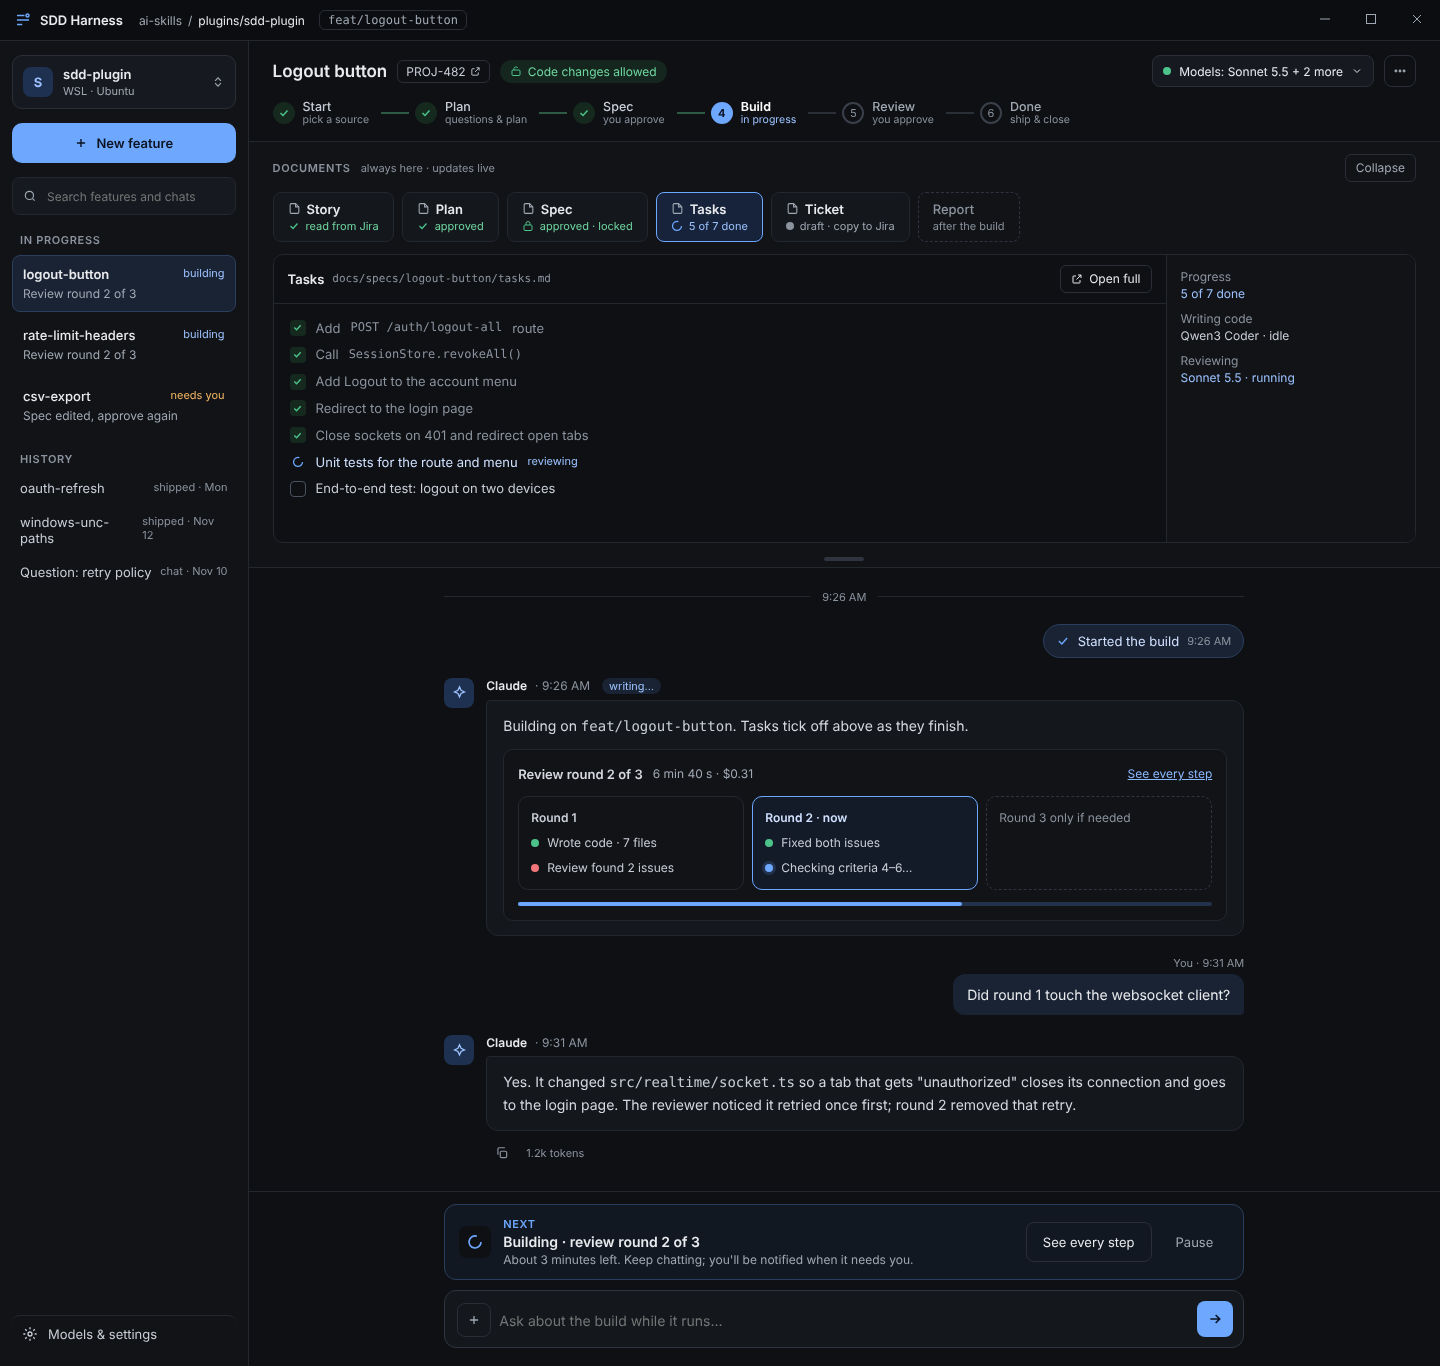 SDD Harness ai-skills / plugins/sdd-plugin feat/logout-button
S sdd-plugin
WSL · Ubuntu
New feature
Search features and chats
IN PROGRESS
logout-button building
Review round 2 of 3
rate-limit-headers building
Review round 2 of 3
csv-export needs you
Spec edited, approve again
HISTORY
oauth-refresh shipped · Mon
windows-unc-paths shipped · Nov 12
Question: retry policy chat · Nov 10
Models & settings
Logout button PROJ-482 Code changes allowed Models: Sonnet 5.5 + 2 more
Start
pick a source
Plan
questions & plan
Spec
you approve
4 Build
in progress
5 Review
you approve
6 Done
ship & close
DOCUMENTS always here · updates live Collapse
Story
read from Jira
Plan
approved
Spec
approved · locked
Tasks
5 of 7 done
Ticket
draft · copy to Jira
Report
after the build
Tasks docs/specs/logout-button/tasks.md Open full
Add POST /auth/logout-all route
Call SessionStore.revokeAll()
Add Logout to the account menu
Redirect to the login page
Close sockets on 401 and redirect open tabs
Unit tests for the route and menu reviewing
End-to-end test: logout on two devices
Progress
5 of 7 done
Writing code
Qwen3 Coder · idle
Reviewing
Sonnet 5.5 · running
9:26 AM
Started the build 9:26 AM
Claude · 9:26 AM writing...
Building on feat/logout-button. Tasks tick off above as they finish.
Review round 2 of 3 6 min 40 s · $0.31 See every step
Round 1
Wrote code · 7 files
Review found 2 issues
Round 2 · now
Fixed both issues
Checking criteria 4–6...
Round 3 only if needed
You · 9:31 AM
Did round 1 touch the websocket client?
Claude · 9:31 AM
Yes. It changed src/realtime/socket.ts so a tab that gets "unauthorized" closes its connection and goes
to the login page. The reviewer noticed it retried once first; round 2 removed that retry.
1.2k tokens
NEXT
Building · review round 2 of 3
About 3 minutes left. Keep chatting; you'll be notified when it needs you.
See every step Pause
Ask about the build while it runs...